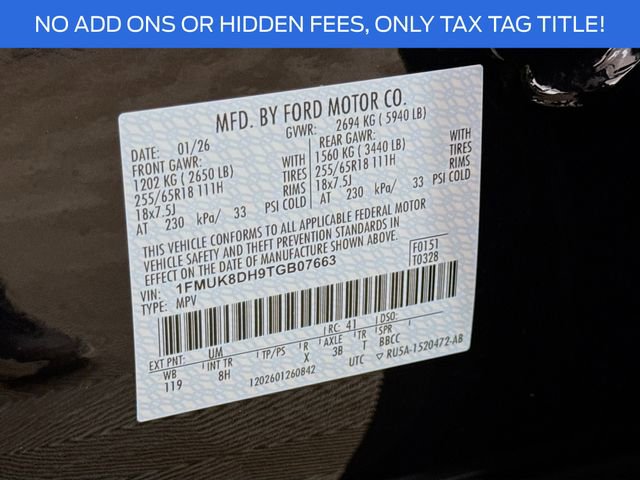 NO ADD ONS OR HIDDEN FEES, ONLY TAX TAG TITLE!
MFD. BY FORD MOTOR CO.
DATE: 01/26 GVWR: 2694 KG ( 5940 LB)
FRONT GAWR: REAR GAWR:
1202 KG ( 2650 LB) WITH 1560 KG ( 3440 LB) WITH
255/65R18 111H TIRES 255/65R18 111H TIRES
18x7.5J RIMS 18x7.5J RIMS
AT 230 kPa/ 33 PSI COLD AT 230 kPa/ 33 PSI COLD
THIS VEHICLE CONFORMS TO ALL APPLICABLE FEDERAL MOTOR
VEHICLE SAFETY AND THEFT PREVENTION STANDARDS IN
EFFECT ON THE DATE OF MANUFACTURE SHOWN ABOVE.
VIN: 1FMUK8DH9TGB07663 F0151
TYPE: MPV T0328
EXT PNT: UM RC: 41 DSO:
WB INT TR TP/PS R AXLE TR SPR
119 8H X 3B T BBCC
1202601260842 UTC ▽ RU5A-1520472-AB